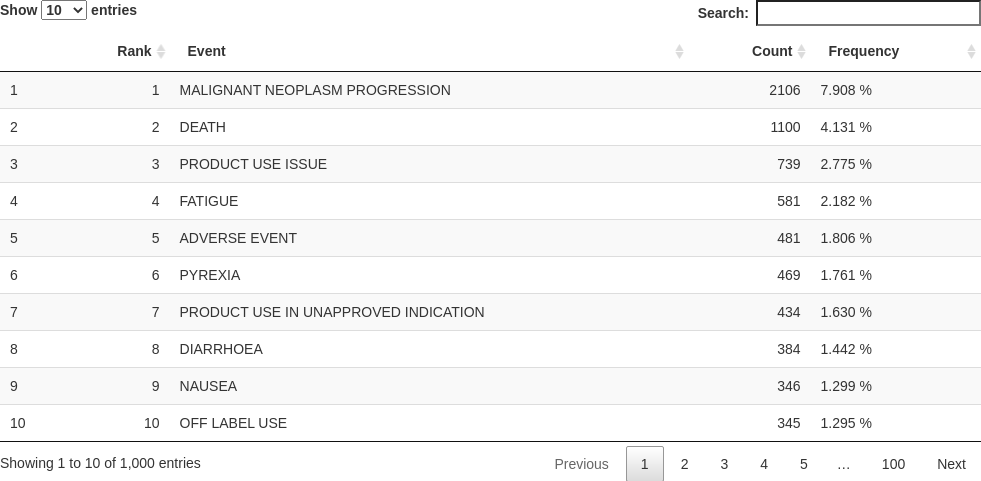 Show 10 entries Search:
Rank Event Count Frequency
1 1 MALIGNANT NEOPLASM PROGRESSION 2106 7.908 %
2 2 DEATH 1100 4.131 %
3 3 PRODUCT USE ISSUE 739 2.775 %
4 4 FATIGUE 581 2.182 %
5 5 ADVERSE EVENT 481 1.806 %
6 6 PYREXIA 469 1.761 %
7 7 PRODUCT USE IN UNAPPROVED INDICATION 434 1.630 %
8 8 DIARRHOEA 384 1.442 %
9 9 NAUSEA 346 1.299 %
10 10 OFF LABEL USE 345 1.295 %
Showing 1 to 10 of 1,000 entries Previous 1 2 3 4 5 … 100 Next